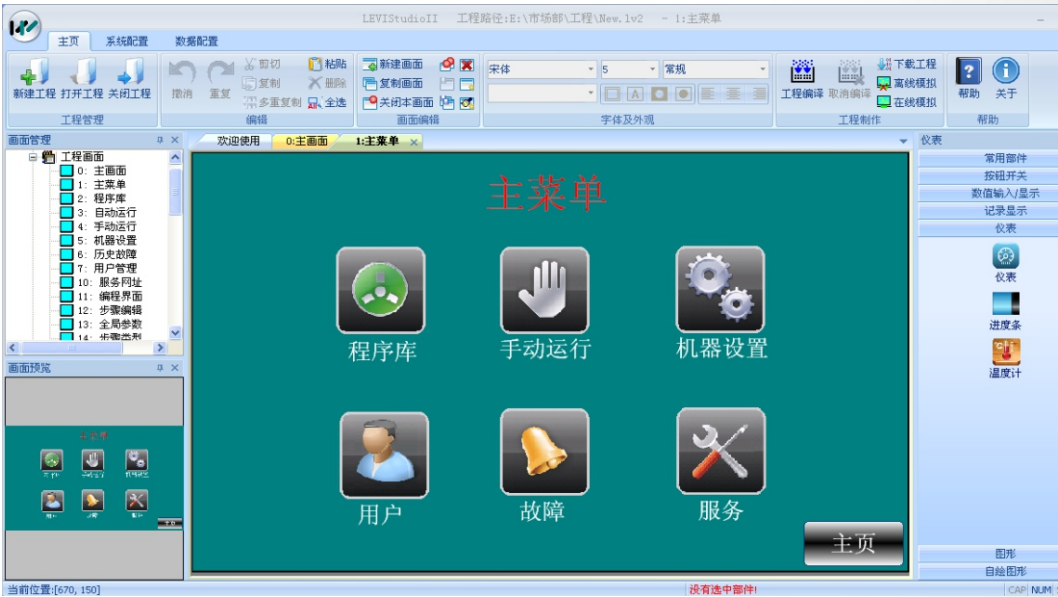 LEVIStudioII 工程路径:E:\市场部\工程\New.lv2 - 1:主菜单
主页 系统配置 数据配置
新建工程 打开工程 关闭工程
工程管理
撤消 重复
剪切 粘贴
复制 删除
多重复制 全选
编辑
新建画面
复制画面
关闭本画面
画面编辑
宋体 5 常规
字体及外观
工程编译 取消编译
下载工程
离线模拟
在线模拟
工程制作
帮助 关于
帮助
画面管理
工程画面
0: 主画面
1: 主菜单
2: 程序库
3: 自动运行
4: 手动运行
5: 机器设置
6: 历史故障
7: 用户管理
10: 服务网址
11: 编程界面
12: 步骤编辑
13: 全局参数
14: 步骤类型
画面预览
欢迎使用 0:主画面 1:主菜单
主菜单
程序库 手动运行 机器设置
用户 故障 服务
主页
仪表
常用部件
按钮开关
数值输入/显示
记录显示
仪表
仪表
进度条
温度计
图形
自绘图形
当前位置:[670, 150] 没有选中部件! CAP NUM